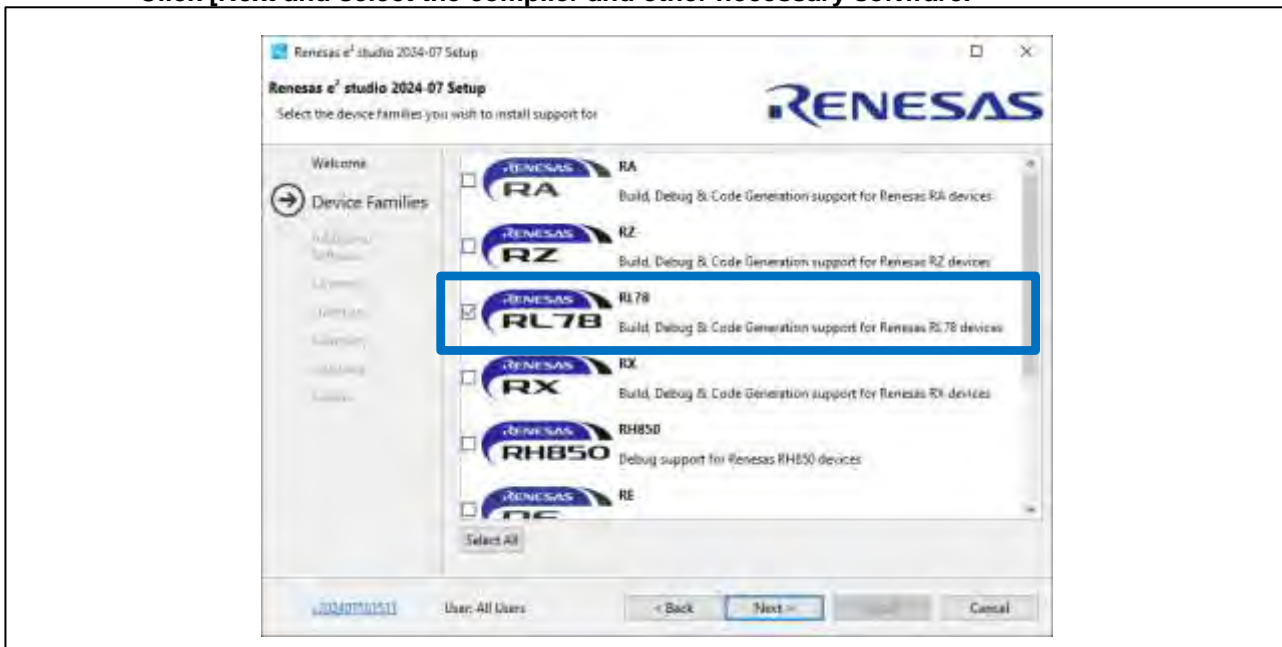 Click [Next and select the compiler and other necessary software.
Renesas e² studio 2024-07 Setup
Renesas e² studio 2024-07 Setup
Select the device families you wish to install support for
RENESAS
Welcome
Device Families
RENESAS
RA
RA
Build, Debug & Code Generation support for Renesas RA devices
RENESAS
RZ
RZ
Build, Debug & Code Generation support for Renesas RZ devices
RENESAS
RL78
RL78
Build, Debug & Code Generation support for Renesas RL78 devices
RENESAS
RX
RX
Build, Debug & Code Generation support for Renesas RX devices
RENESAS
RH850
RH850
Debug support for Renesas RH850 devices
RENESAS
RE
RE
Select All
User: All Users
< Back
Next >
Cancel